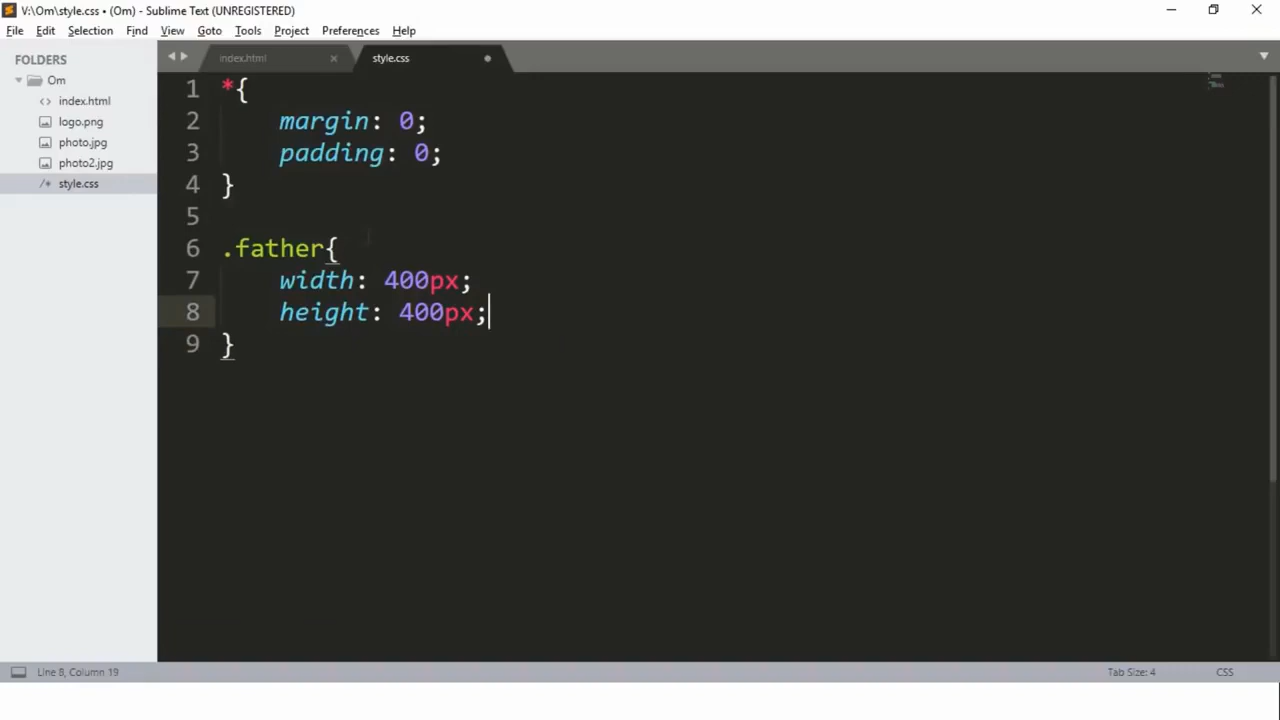 V:\Om\style.css • (Om) - Sublime Text (UNREGISTERED)
File Edit Selection Find View Goto Tools Project Preferences Help
FOLDERS
Om
index.html
logo.png
photo.jpg
photo2.jpg
style.css
index.html
style.css
1 *{
2 margin: 0;
3 padding: 0;
4 }
5
6 .father{
7 width: 400px;
8 height: 400px;
9 }
Line 8, Column 19
Tab Size: 4
CSS